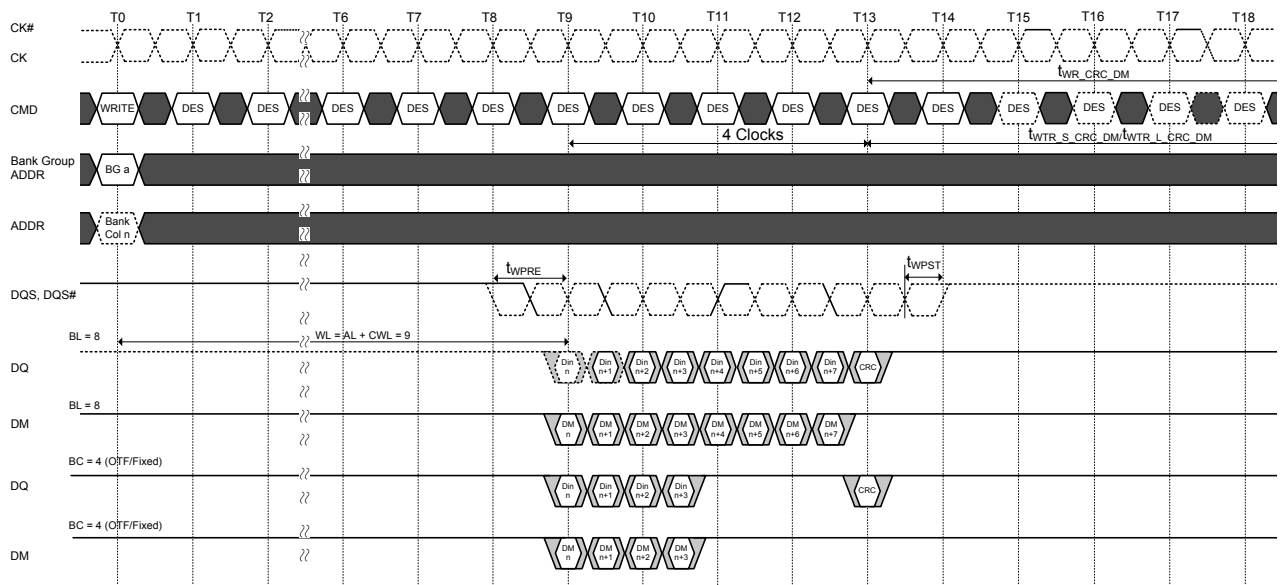 T0 T1 T2 T6 T7 T8 T9 T10 T11 T12 T13 T14 T15 T16 T17 T18
CK#
CK
tWR_CRC_DM
CMD WRITE DES DES DES DES DES DES DES DES DES DES DES DES DES DES DES
4 Clocks tWTR_S_CRC_DM/tWTR_L_CRC_DM
Bank Group
ADDR
BG a
ADDR
Bank
Col n
tWPRE tWPST
DQS, DQS#
BL = 8 WL = AL + CWL = 9
DQ
Din n Din n+1 Din n+2 Din n+3 Din n+4 Din n+5 Din n+6 Din n+7 CRC
BL = 8
DM
DM n DM n+1 DM n+2 DM n+3 DM n+4 DM n+5 DM n+6 DM n+7
BC = 4 (OTF/Fixed)
DQ
Din n Din n+1 Din n+2 Din n+3 CRC
BC = 4 (OTF/Fixed)
DM
DM n DM n+1 DM n+2 DM n+3